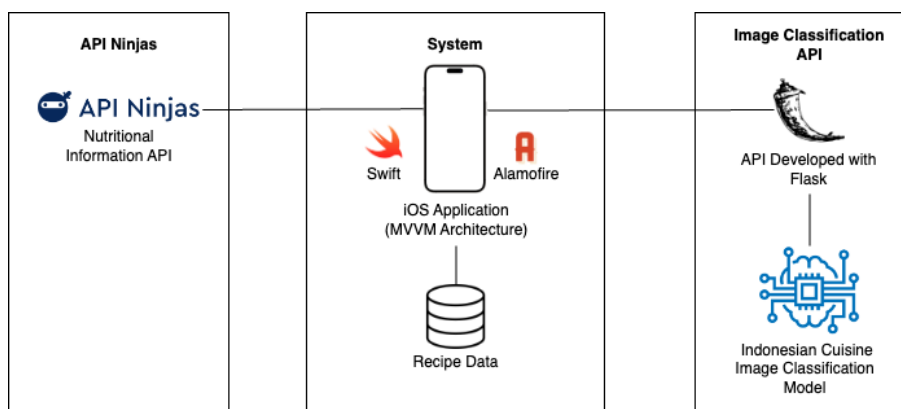 API Ninjas
API Ninjas
Nutritional
Information API
System
Swift
Alamofire
iOS Application
(MVVM Architecture)
Recipe Data
Image Classification
API
API Developed with
Flask
Indonesian Cuisine
Image Classification
Model